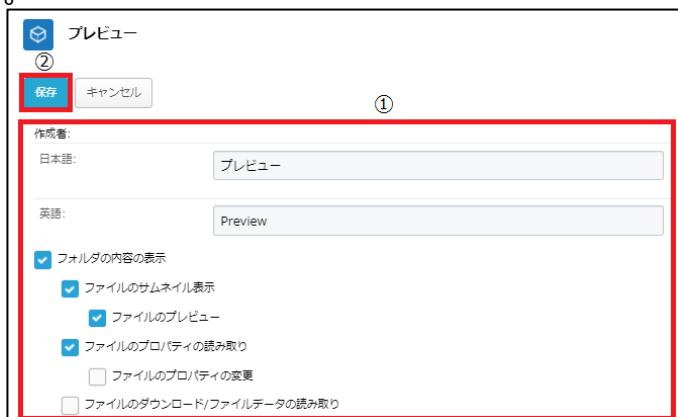 プレビュー
②
保存 キャンセル
①
作成者:
日本語: プレビュー
英語: Preview
フォルダの内容の表示
ファイルのサムネイル表示
ファイルのプレビュー
ファイルのプロパティの読み取り
ファイルのプロパティの変更
ファイルのダウンロード/ファイルデータの読み取り